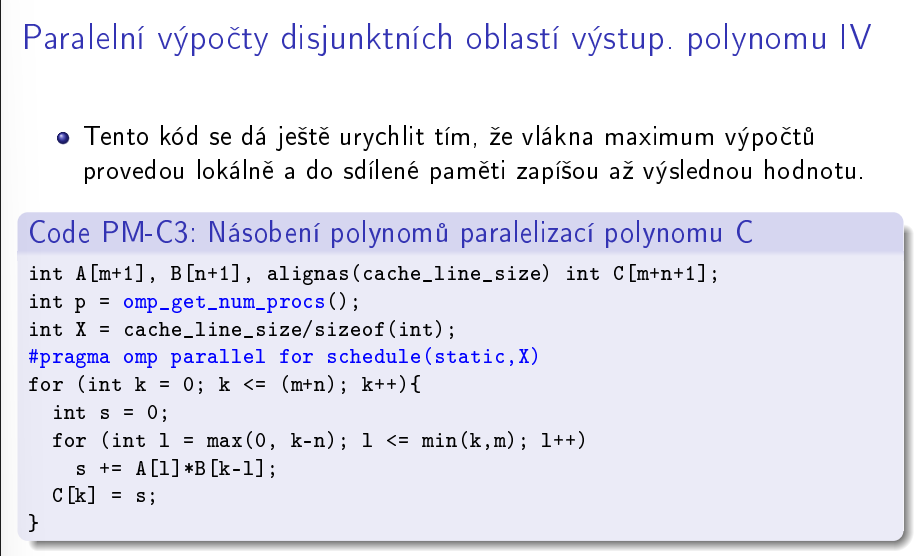 Paralelní výpočty disjunktních oblastí výstup. polynomu IV
Tento kód se dá ještě urychlit tím, že vlákna maximum výpočtů
provedou lokálně a do sdílené paměti zapíšou až výslednou hodnotu.
Code PM-C3: Násobení polynomů paralelizací polynomu C
int A[m+1], B[n+1], alignas(cache_line_size) int C[m+n+1];
int p = omp_get_num_procs();
int X = cache_line_size/sizeof(int);
#pragma omp parallel for schedule(static,X)
for (int k = 0; k <= (m+n); k++){
  int s = 0;
  for (int l = max(0, k-n); l <= min(k,m); l++)
    s += A[l]*B[k-l];
  C[k] = s;
}